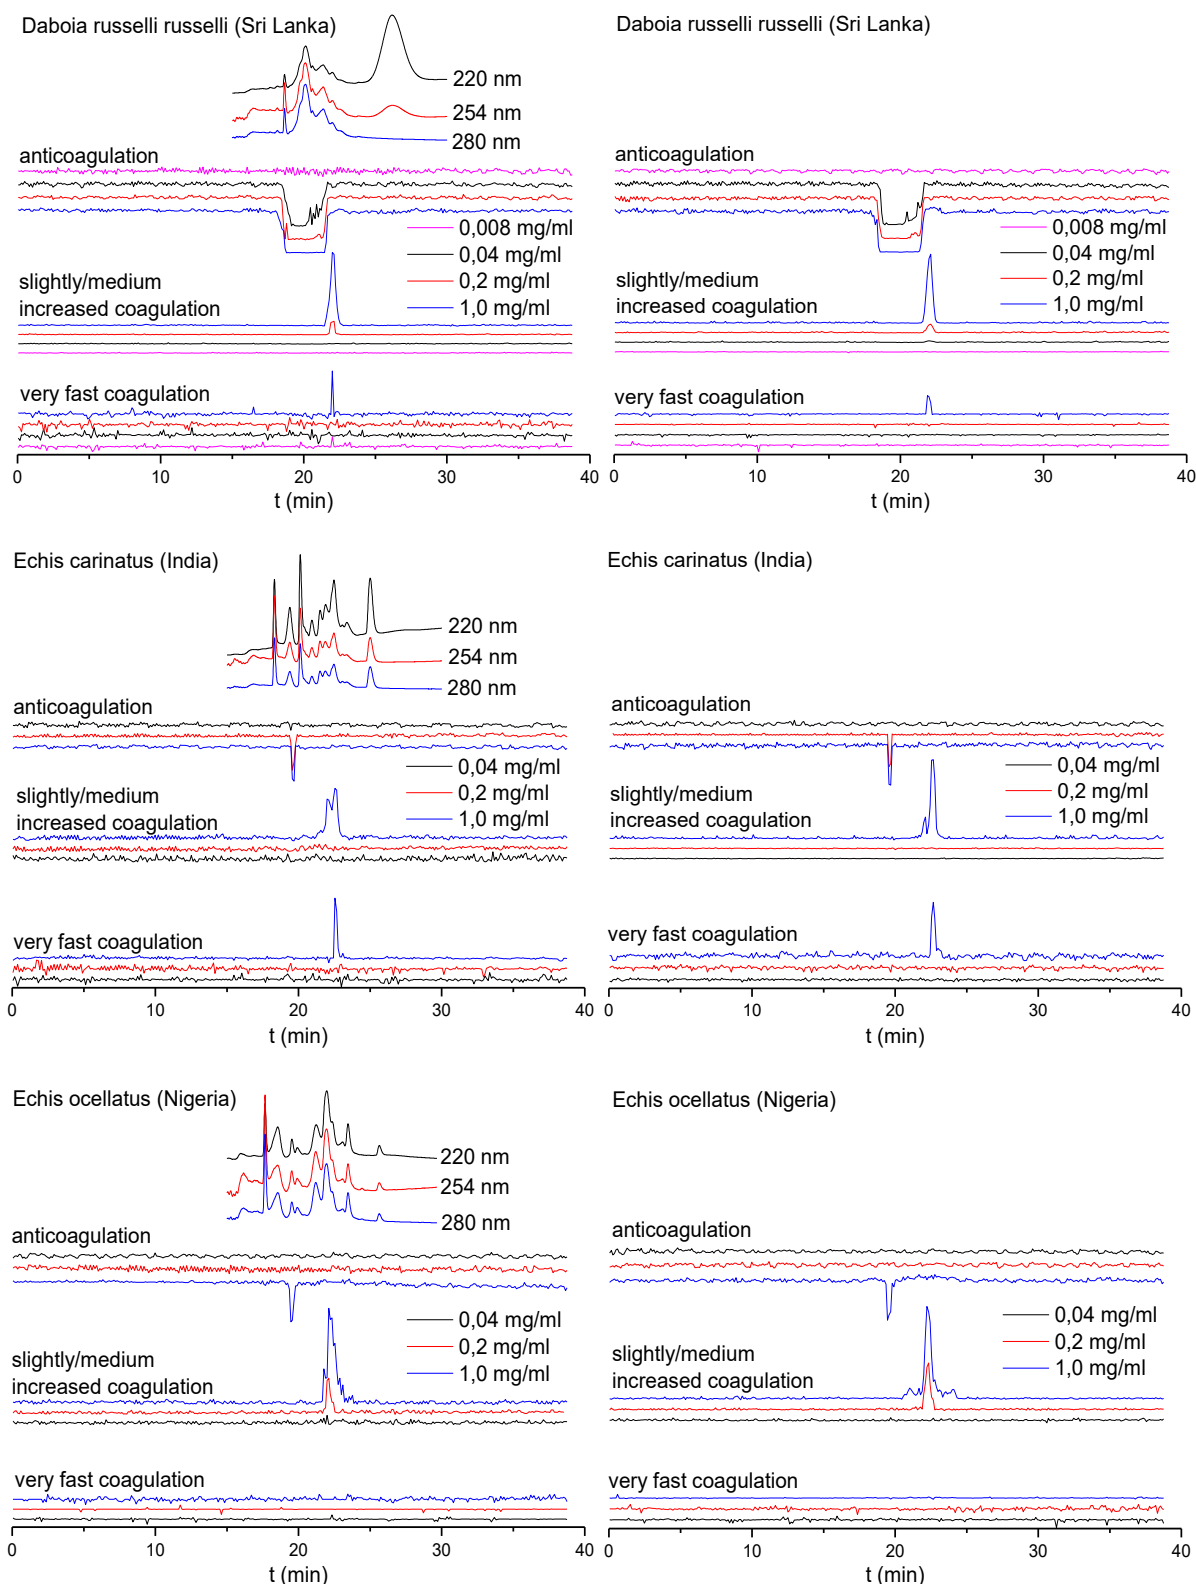 Daboia russelli russelli (Sri Lanka)
220 nm
254 nm
280 nm
anticoagulation
0,008 mg/ml
0,04 mg/ml
0,2 mg/ml
1,0 mg/ml
slightly/medium
increased coagulation
very fast coagulation
0 10 20 30 40
t (min)
Daboia russelli russelli (Sri Lanka)
anticoagulation
0,008 mg/ml
0,04 mg/ml
0,2 mg/ml
1,0 mg/ml
slightly/medium
increased coagulation
very fast coagulation
0 10 20 30 40
t (min)
Echis carinatus (India)
220 nm
254 nm
280 nm
anticoagulation
0,04 mg/ml
0,2 mg/ml
1,0 mg/ml
slightly/medium
increased coagulation
very fast coagulation
0 10 20 30 40
t (min)
Echis carinatus (India)
anticoagulation
0,04 mg/ml
0,2 mg/ml
1,0 mg/ml
slightly/medium
increased coagulation
very fast coagulation
0 10 20 30 40
t (min)
Echis ocellatus (Nigeria)
220 nm
254 nm
280 nm
anticoagulation
0,04 mg/ml
0,2 mg/ml
1,0 mg/ml
slightly/medium
increased coagulation
very fast coagulation
0 10 20 30 40
t (min)
Echis ocellatus (Nigeria)
anticoagulation
0,04 mg/ml
0,2 mg/ml
1,0 mg/ml
slightly/medium
increased coagulation
very fast coagulation
0 10 20 30 40
t (min)